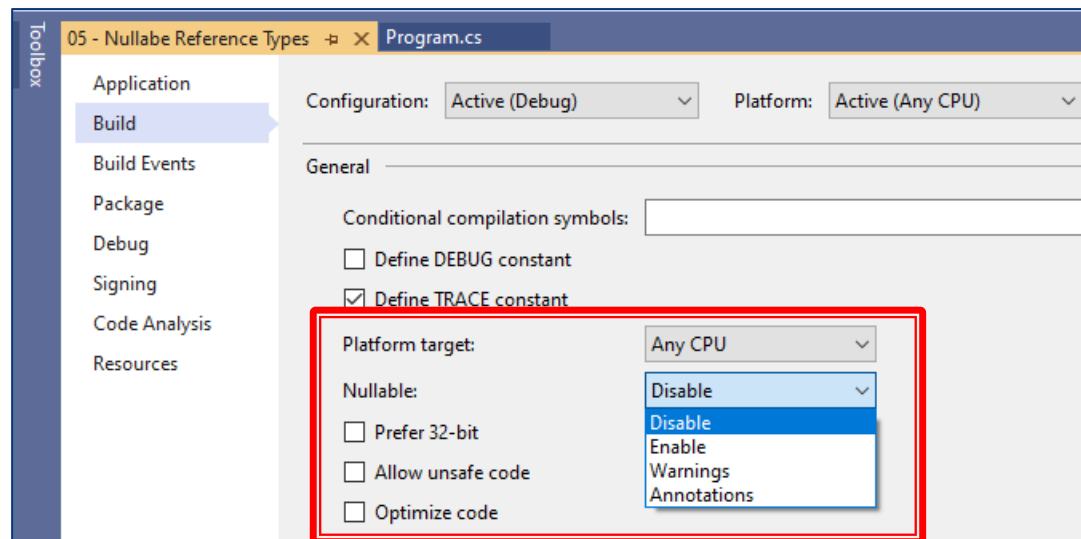 Toolbox
05 - Nullabe Reference Types Program.cs
Application
Build
Build Events
Package
Debug
Signing
Code Analysis
Resources
Configuration: Active (Debug) Platform: Active (Any CPU)
General
Conditional compilation symbols:
Define DEBUG constant
Define TRACE constant
Platform target: Any CPU
Nullable: Disable
Disable
Enable
Warnings
Annotations
Prefer 32-bit
Allow unsafe code
Optimize code